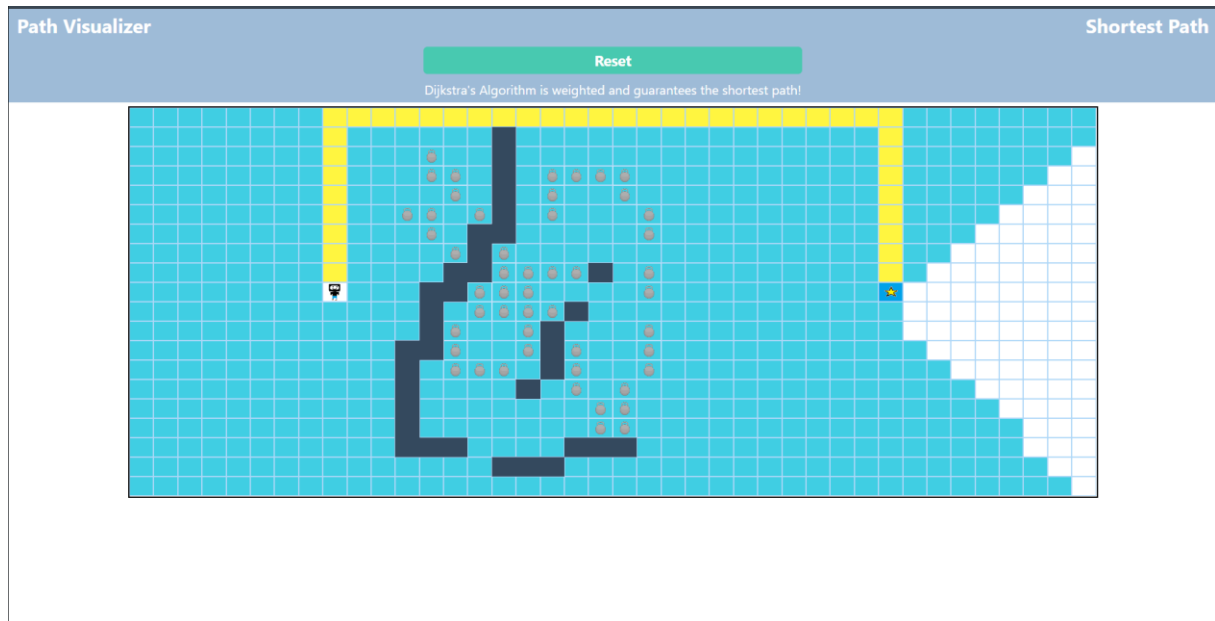 Path Visualizer
Shortest Path
Reset
Dijkstra's Algorithm is weighted and guarantees the shortest path!